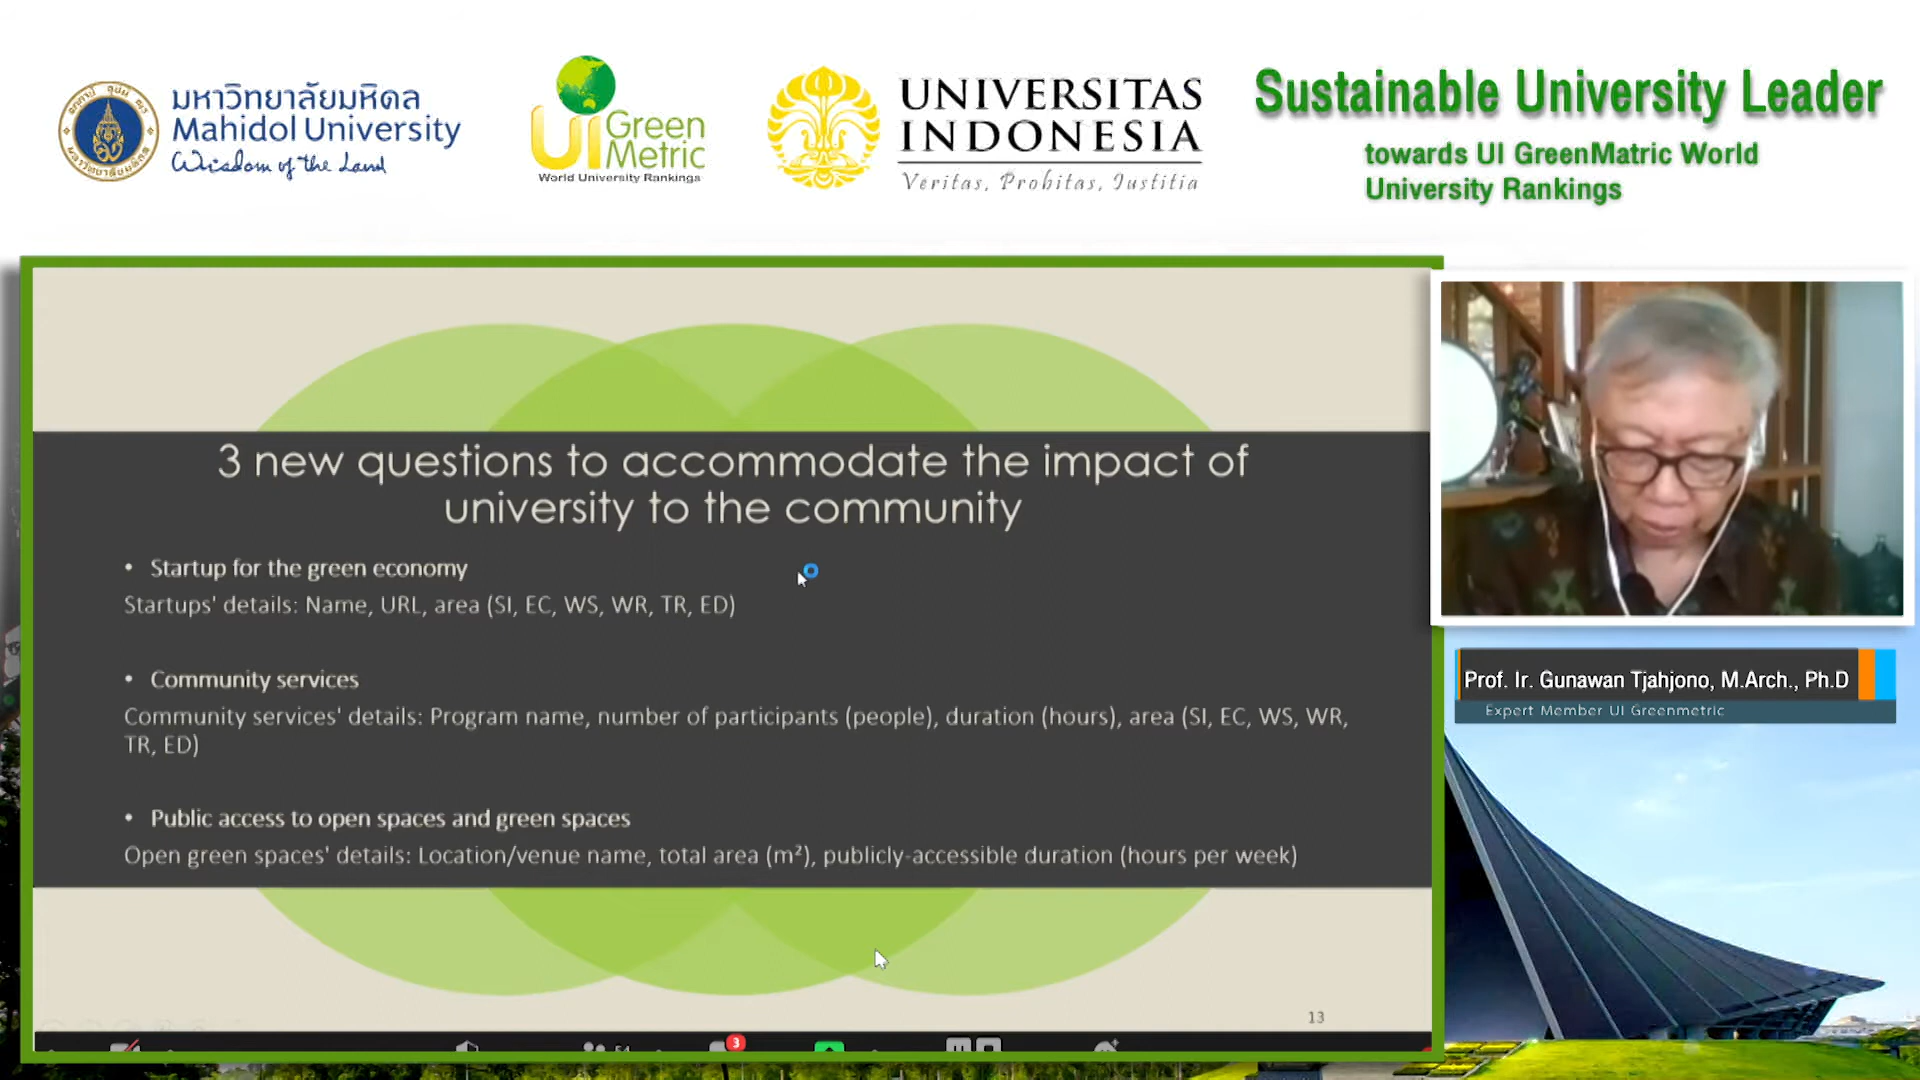 มหาวิทยาลัยมหิดล
Mahidol University
Wisdom of the Land
UI Green
Metric
World University Rankings
UNIVERSITAS
INDONESIA
Veritas, Probitas, Iustitia
Sustainable University Leader
towards UI GreenMatric World
University Rankings
3 new questions to accommodate the impact of
university to the community
• Startup for the green economy
Startups' details: Name, URL, area (SI, EC, WS, WR, TR, ED)
• Community services
Community services' details: Program name, number of participants (people), duration (hours), area (SI, EC, WS, WR,
TR, ED)
• Public access to open spaces and green spaces
Open green spaces' details: Location/venue name, total area (m²), publicly-accessible duration (hours per week)
13
3
Prof. Ir. Gunawan Tjahjono, M.Arch., Ph.D
Expert Member UI Greenmetric